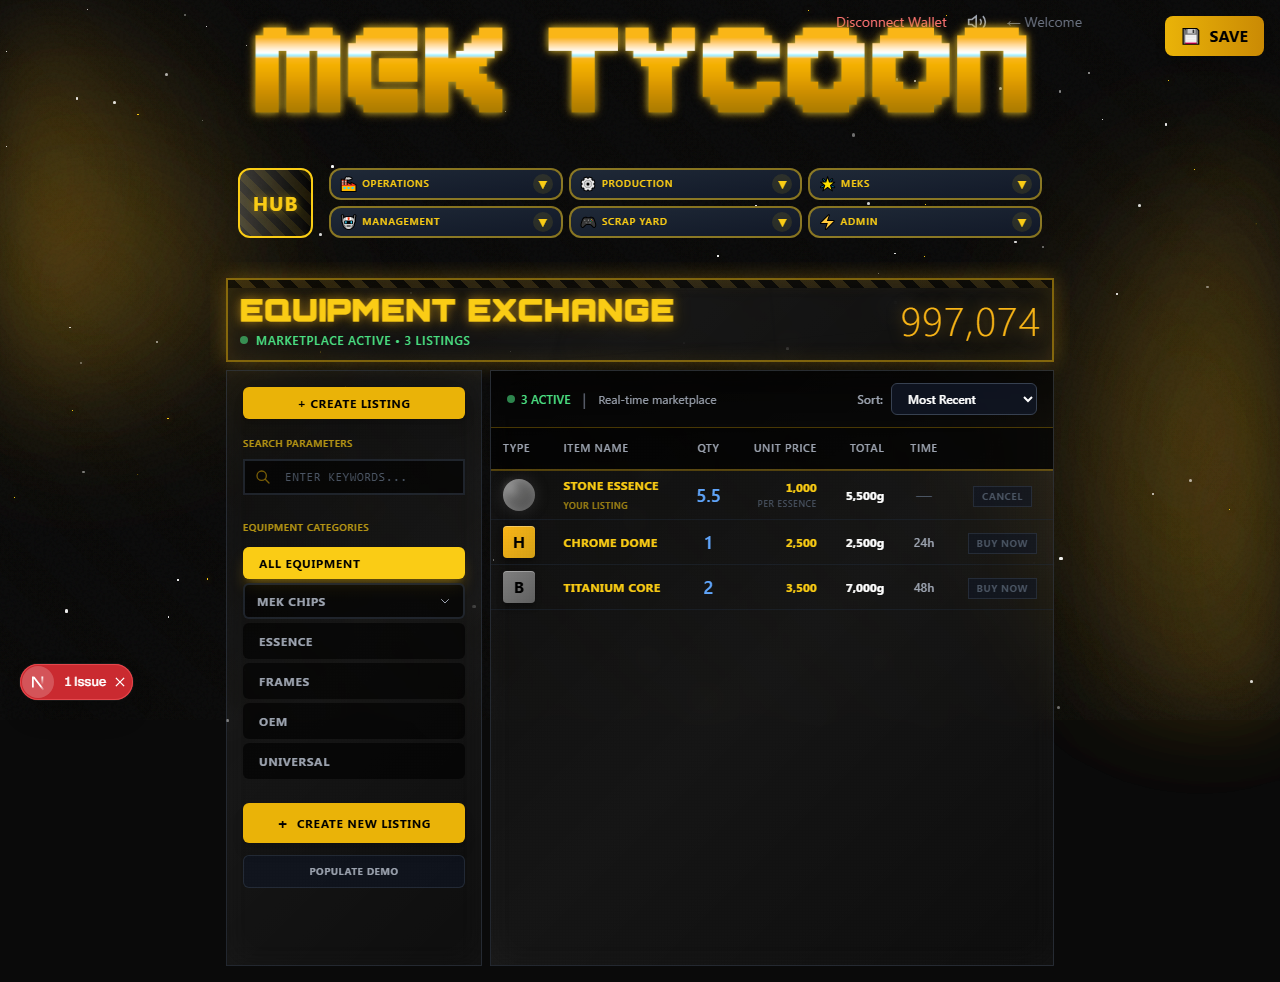 Disconnect Wallet
← Welcome
💾 SAVE
MEK TYCOON
HUB
OPERATIONS ▼
PRODUCTION ▼
MEKS ▼
MANAGEMENT ▼
SCRAP YARD ▼
ADMIN ▼
EQUIPMENT EXCHANGE
MARKETPLACE ACTIVE • 3 LISTINGS
997,074
+ CREATE LISTING
SEARCH PARAMETERS
ENTER KEYWORDS...
EQUIPMENT CATEGORIES
ALL EQUIPMENT
MEK CHIPS
ESSENCE
FRAMES
OEM
UNIVERSAL
+ CREATE NEW LISTING
POPULATE DEMO
3 ACTIVE | Real-time marketplace
Sort: Most Recent
TYPE ITEM NAME QTY UNIT PRICE TOTAL TIME
STONE ESSENCE
YOUR LISTING
5.5
1,000
PER ESSENCE
5,500g
—
CANCEL
H CHROME DOME 1 2,500 2,500g 24h BUY NOW
B TITANIUM CORE 2 3,500 7,000g 48h BUY NOW
N 1 Issue ×